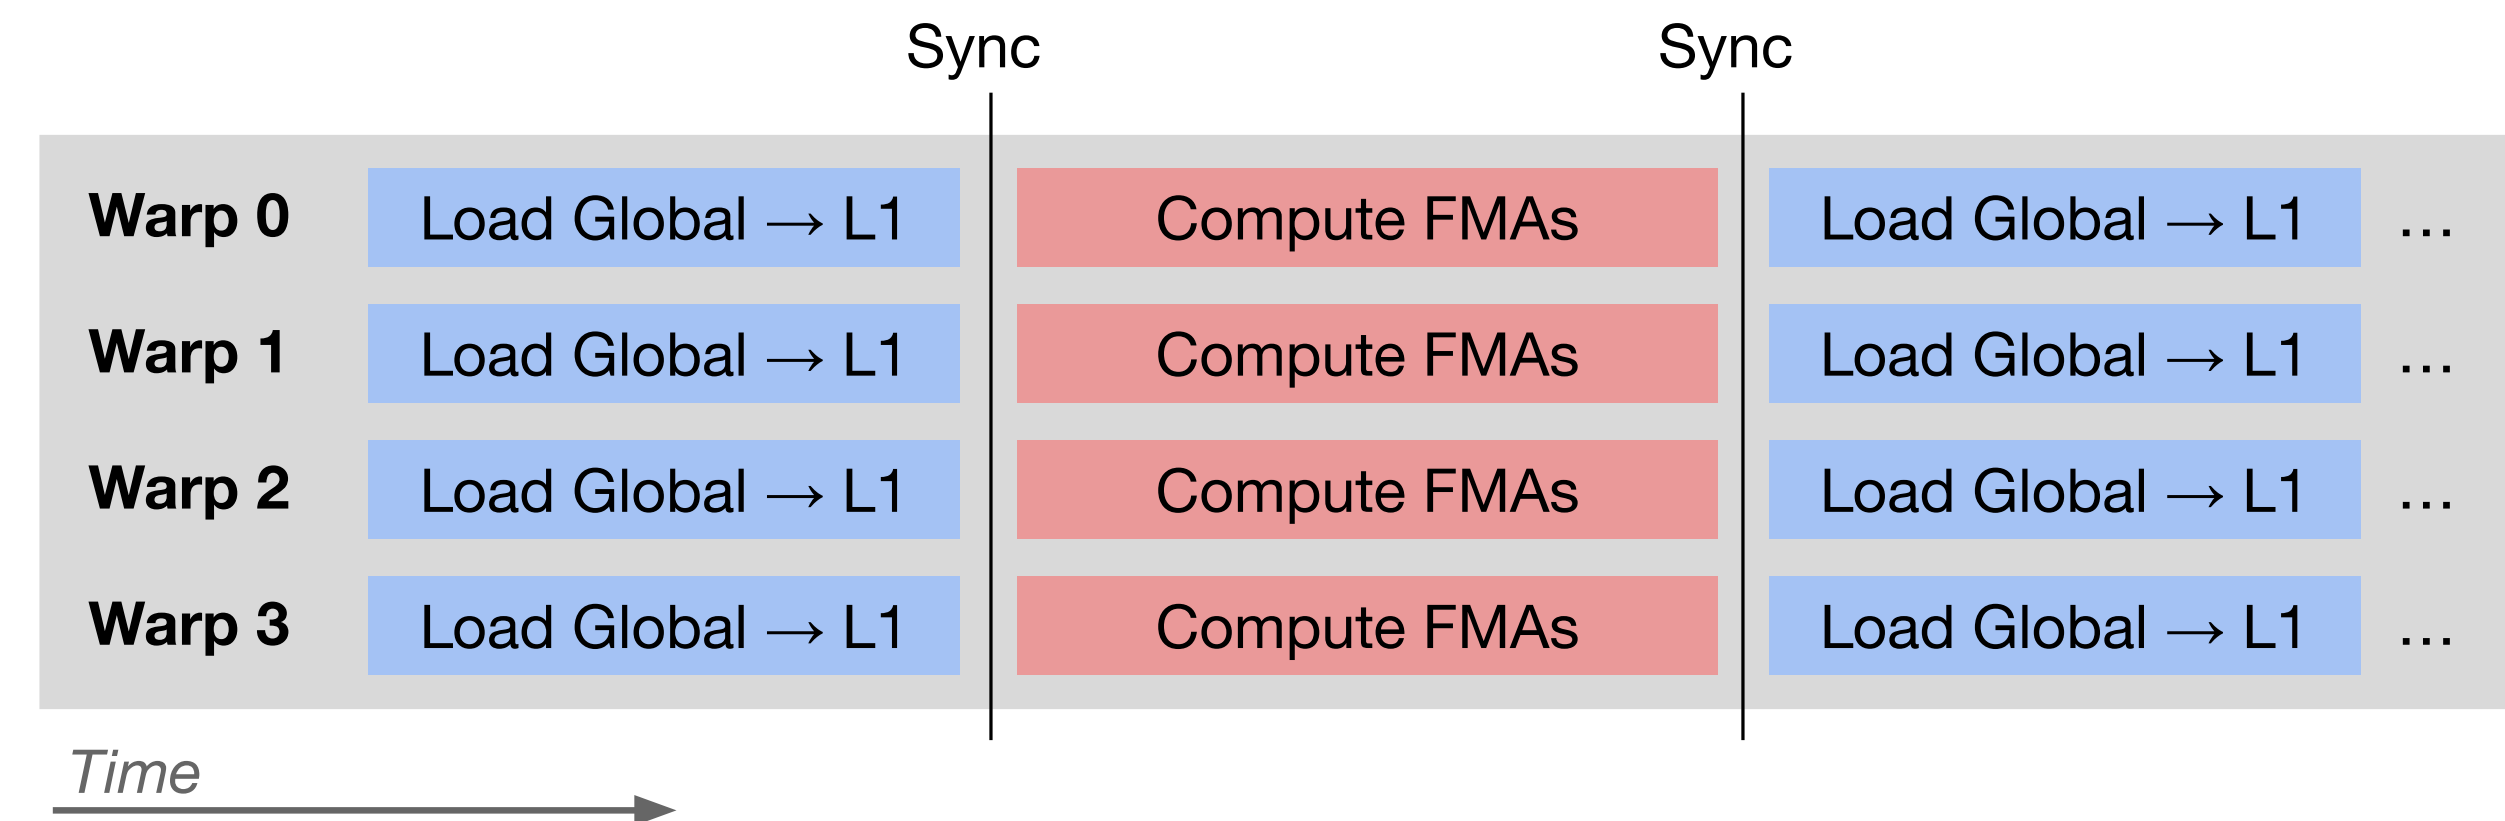 Sync Sync
Warp 0 Load Global → L1 Compute FMAs Load Global → L1 ...
Warp 1 Load Global → L1 Compute FMAs Load Global → L1 ...
Warp 2 Load Global → L1 Compute FMAs Load Global → L1 ...
Warp 3 Load Global → L1 Compute FMAs Load Global → L1 ...
Time